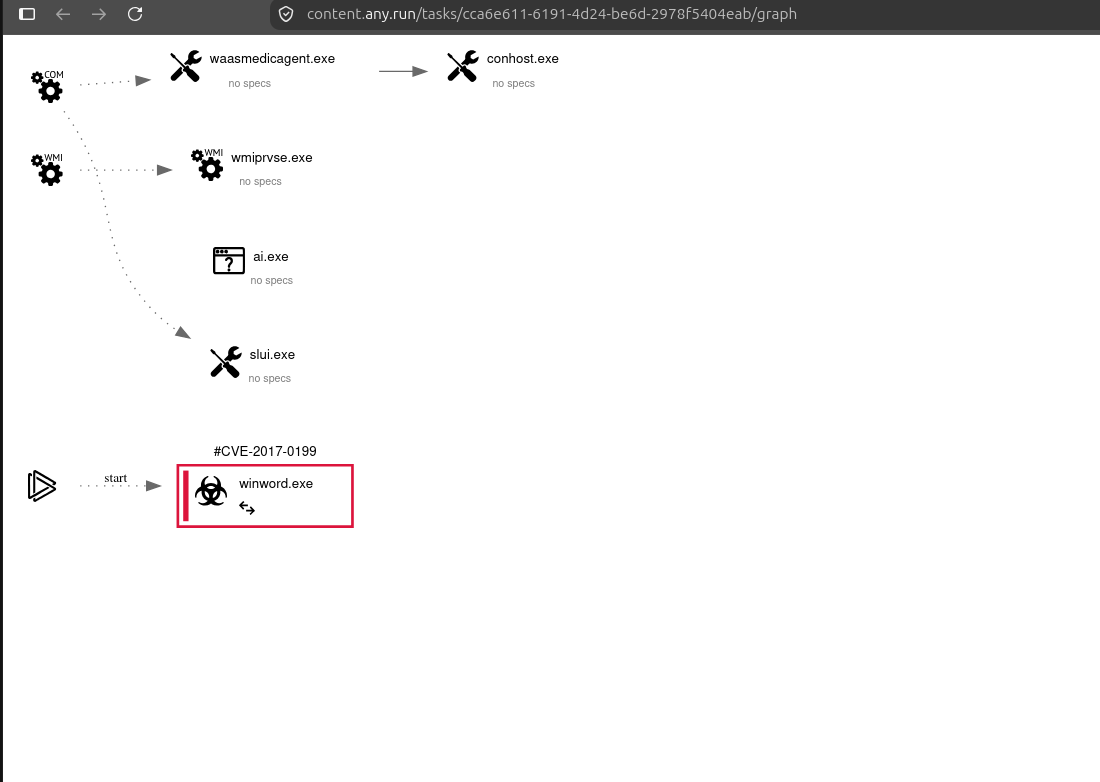 content.any.run/tasks/cca6e611-6191-4d24-be6d-2978f5404eab/graph
COM
waasmedicagent.exe
no specs
conhost.exe
no specs
WMI
WMI
wmiprvse.exe
no specs
?
ai.exe
no specs
slui.exe
no specs
#CVE-2017-0199
start
winword.exe